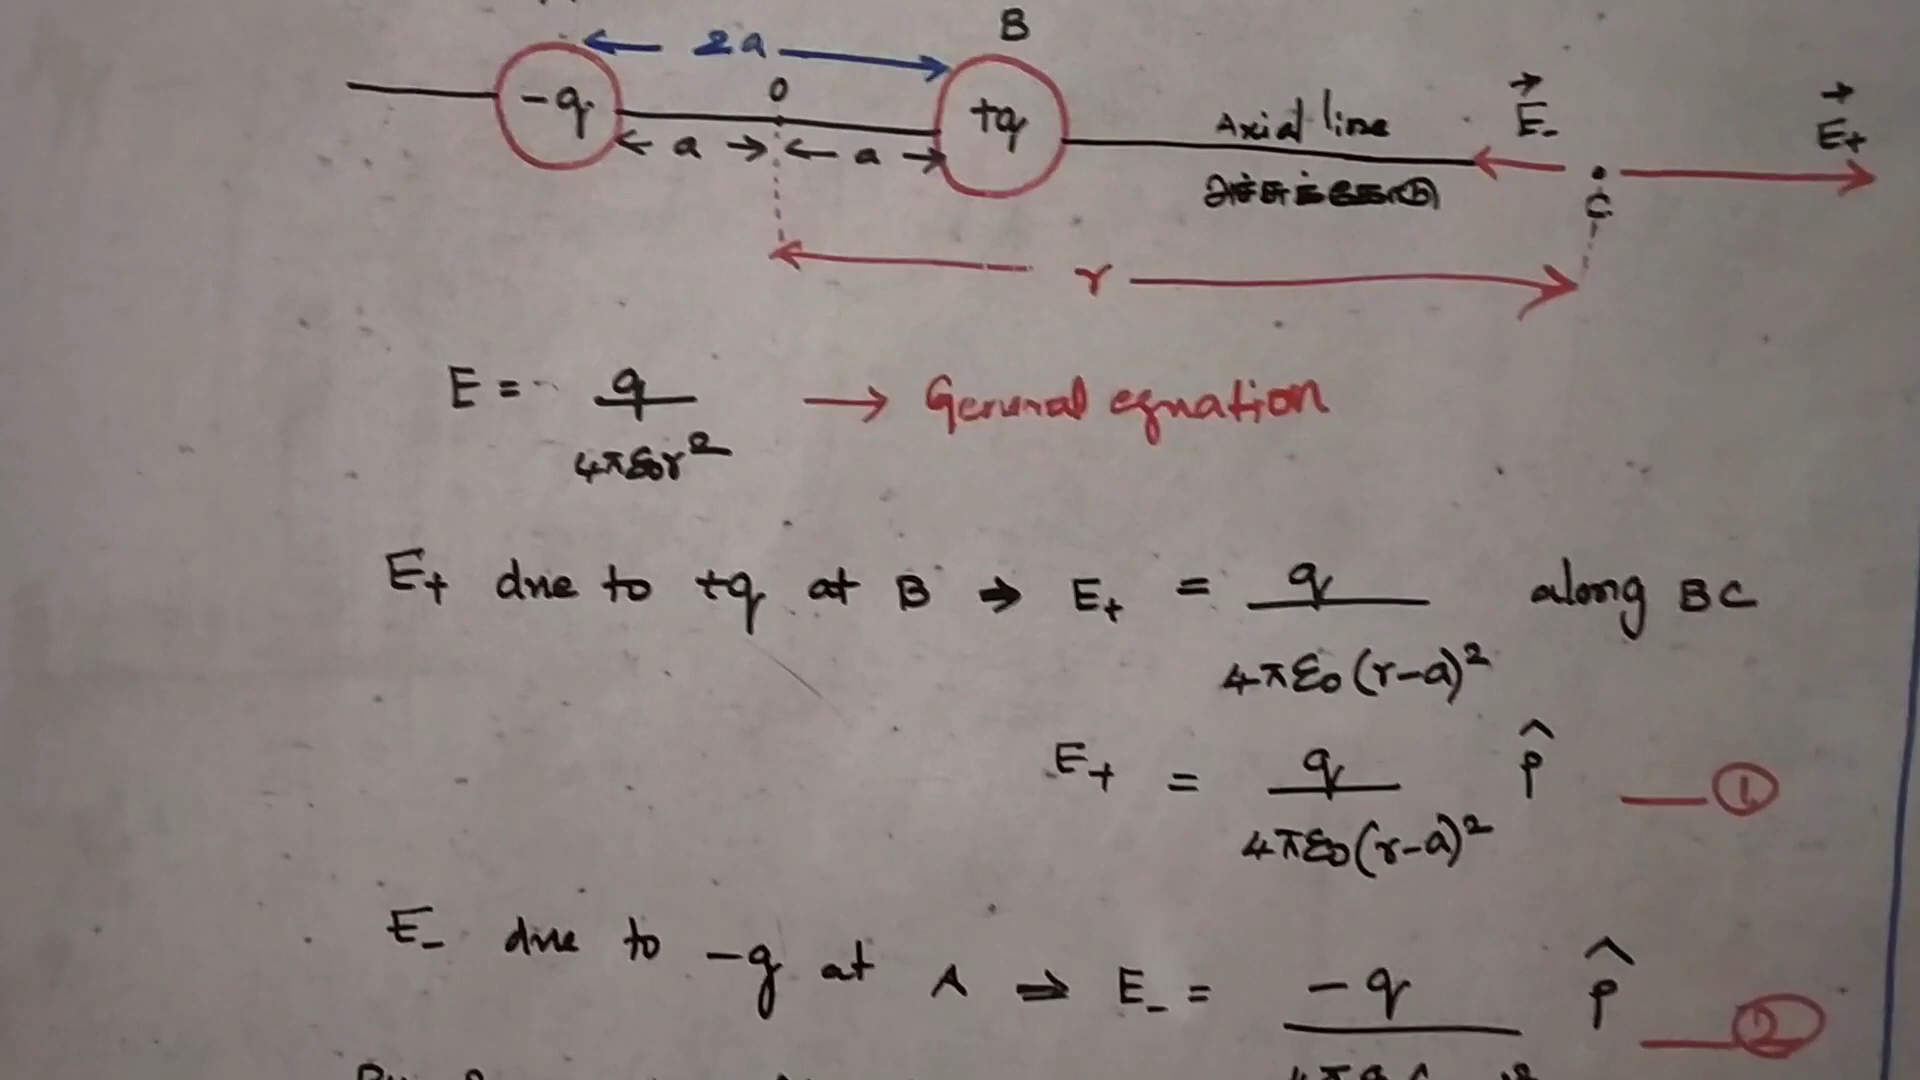 B
2a
-q
O
+q
Axial line
E₋
E₊
a
a
C
r
E = q / 4πε₀r² → General equation
E₊ due to +q at B ⇒ E₊ = q / 4πε₀(r-a)² along BC
E₊ = q / 4πε₀(r-a)² p̂ — ①
E₋ due to -q at A ⇒ E₋ = -q p̂ — ②